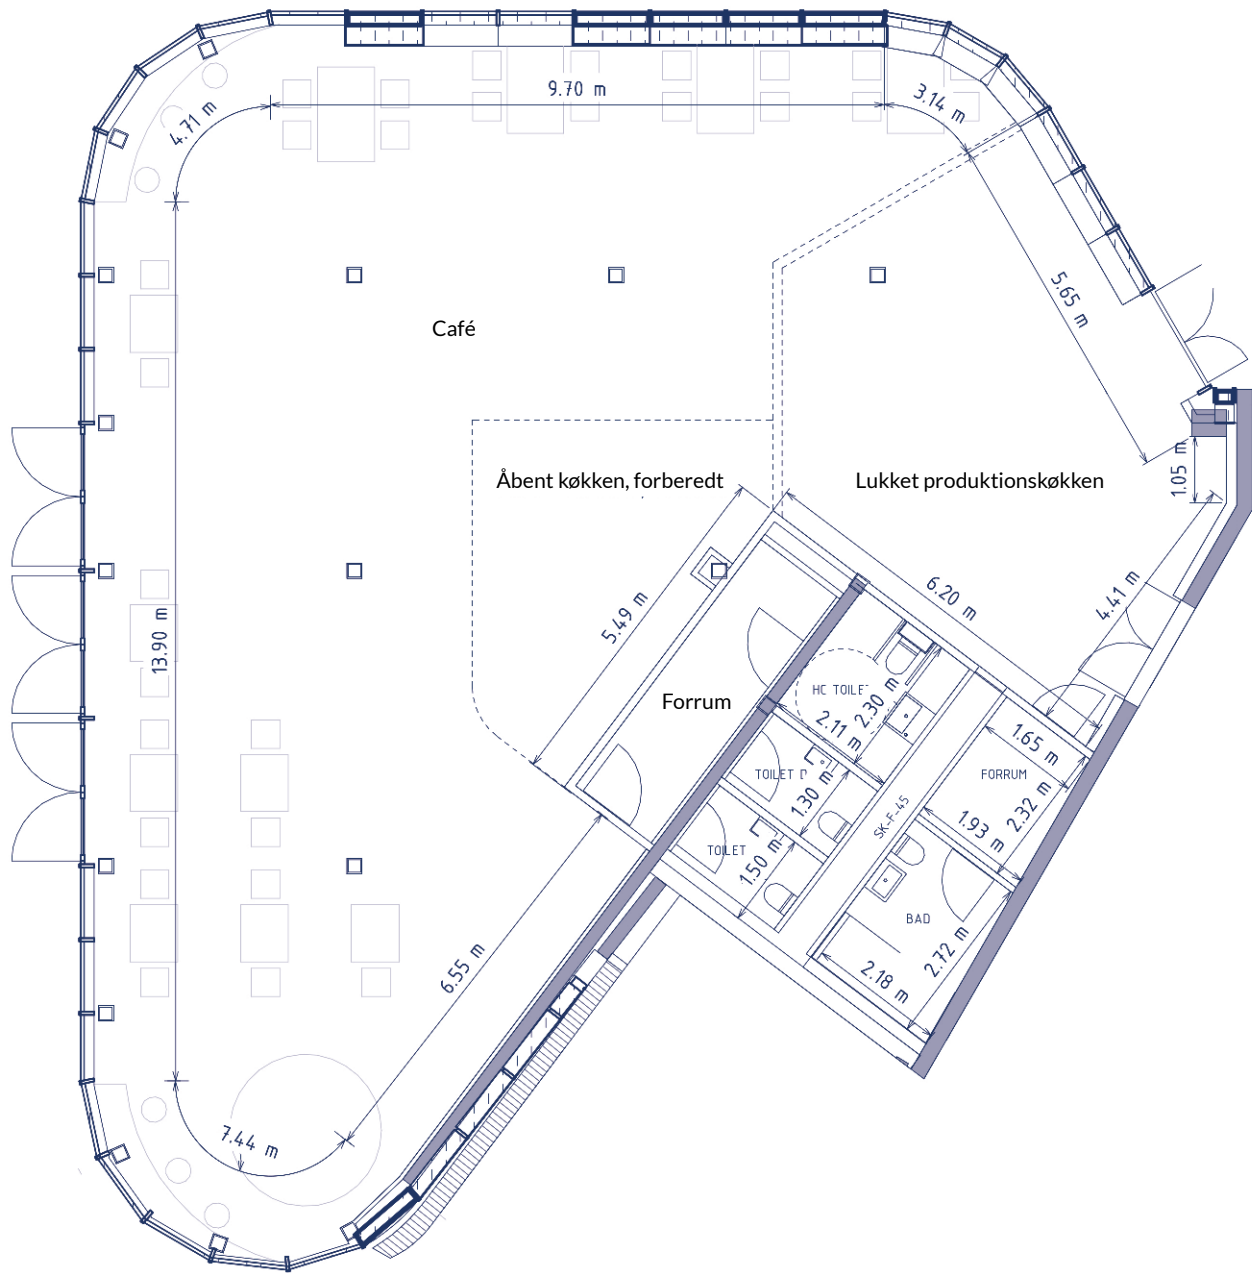 9.70 m
4.71 m
3.14 m
5.65 m
Café
Åbent køkken, forberedt
Lukket produktionskøkken
1.05 m
13.90 m
5.49 m
6.20 m
4.41 m
Forrum
HC TOILE
2.11 m
2.30 m
1.65 m
TOILET D
1.30 m
FORRUM
2.32 m
1.93 m
SK-F-45
TOILET
1.50 m
BAD
2.72 m
2.18 m
6.55 m
7.44 m